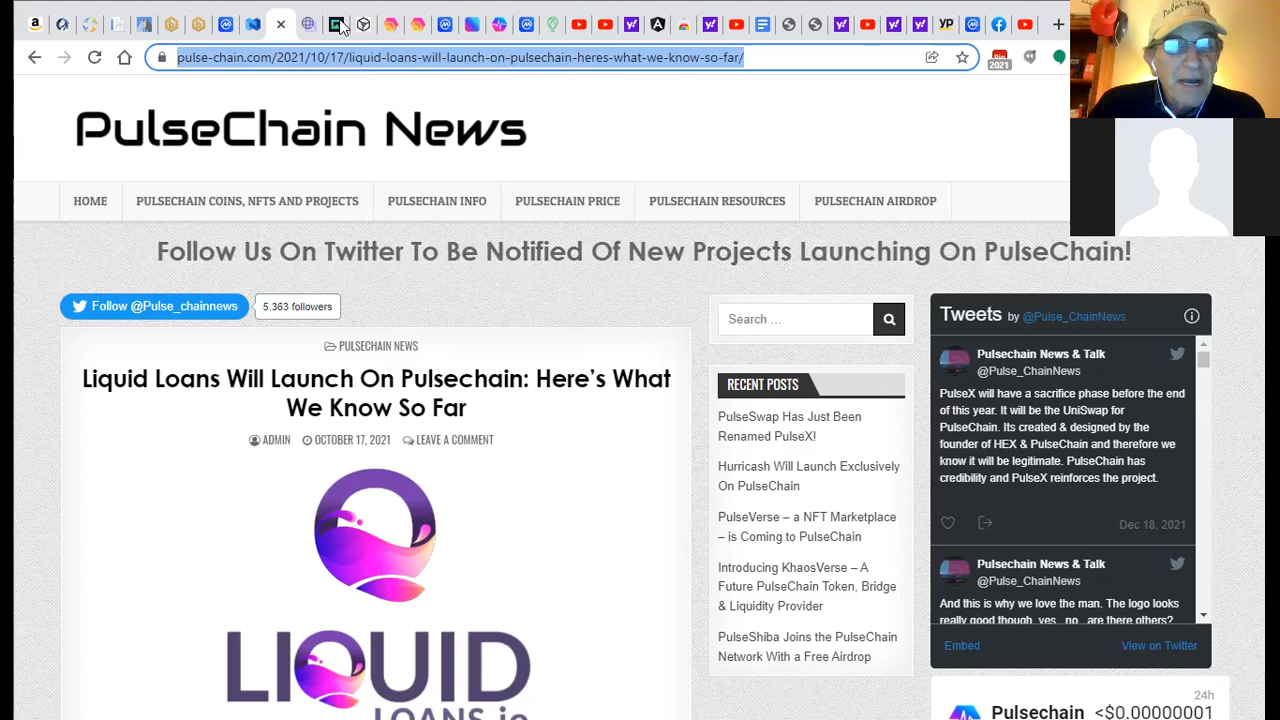 2021
pulse-chain.com/2021/10/17/liquid-loans-will-launch-on-pulsechain-heres-what-we-know-so-far/
PulseChain News
HOME
PULSECHAIN COINS, NFTS AND PROJECTS
PULSECHAIN INFO
PULSECHAIN PRICE
PULSECHAIN RESOURCES
PULSECHAIN AIRDROP
Follow Us On Twitter To Be Notified Of New Projects Launching On PulseChain!
Follow @Pulse_chainnews
5,363 followers
PULSECHAIN NEWS
Liquid Loans Will Launch On Pulsechain: Here's What
We Know So Far
ADMIN
OCTOBER 17, 2021
LEAVE A COMMENT
LIQUID
LOANS.io
Search …
RECENT POSTS
PulseSwap Has Just Been
Renamed PulseX!
Hurricash Will Launch Exclusively
On PulseChain
PulseVerse – a NFT Marketplace
– is Coming to PulseChain
Introducing KhaosVerse – A
Future PulseChain Token, Bridge
& Liquidity Provider
PulseShiba Joins the PulseChain
Network With a Free Airdrop
Tweets by @Pulse_ChainNews
Pulsechain News & Talk
@Pulse_ChainNews
PulseX will have a sacrifice phase before the end
of this year. It will be the UniSwap for
PulseChain. Its created & designed by the
founder of HEX & PulseChain and therefore we
know it will be legitimate. PulseChain has
credibility and PulseX reinforces the project.
Dec 18, 2021
Pulsechain News & Talk
@Pulse_ChainNews
And this is why we love the man. The logo looks
really good though, yes, no, are there others?
Embed
View on Twitter
24h
Pulsechain
<$0.00000001